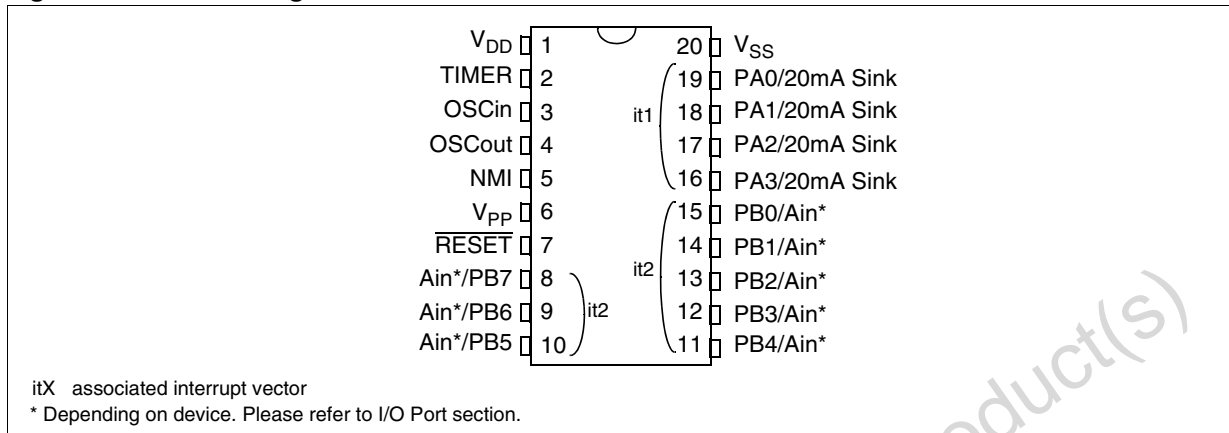 V_DD 1 20 V_SS
TIMER 2 19 PA0/20mA Sink
OSCin 3 it1 18 PA1/20mA Sink
OSCout 4 17 PA2/20mA Sink
NMI 5 16 PA3/20mA Sink
V_PP 6 15 PB0/Ain*
RESET 7 14 PB1/Ain*
Ain*/PB7 8 it2 13 PB2/Ain*
Ain*/PB6 9 it2 12 PB3/Ain*
Ain*/PB5 10 11 PB4/Ain*
itX associated interrupt vector
* Depending on device. Please refer to I/O Port section.